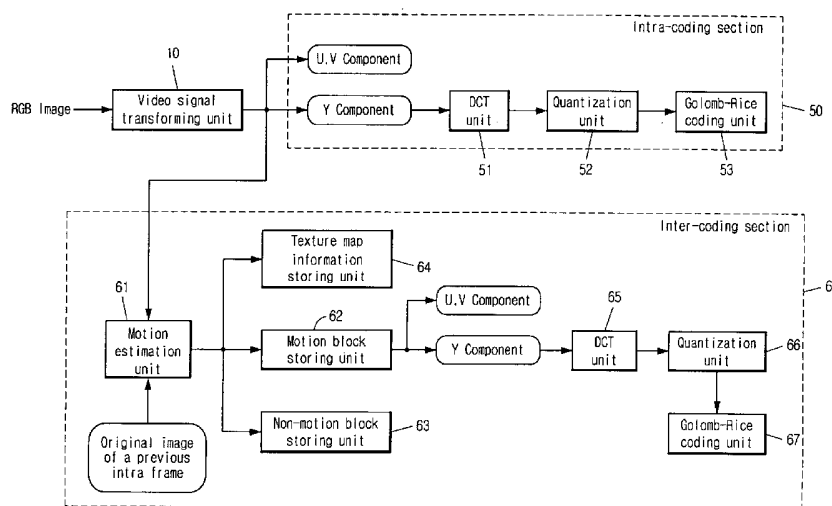 Intra-coding section
10
U.V Component
RGB Image
Video signal
transforming unit
Y Component
DCT
unit
Quantization
unit
Golomb-Rice
coding unit
50
51
52
53
Inter-coding section
Texture map
information
storing unit
64
6
61
62
U.V Component
65
Motion
estimation
unit
Motion block
storing unit
Y Component
DCT
unit
Quantization
unit
66
Original image
of a previous
intra frame
Non-motion block
storing unit
63
Golomb-Rice
coding unit
67